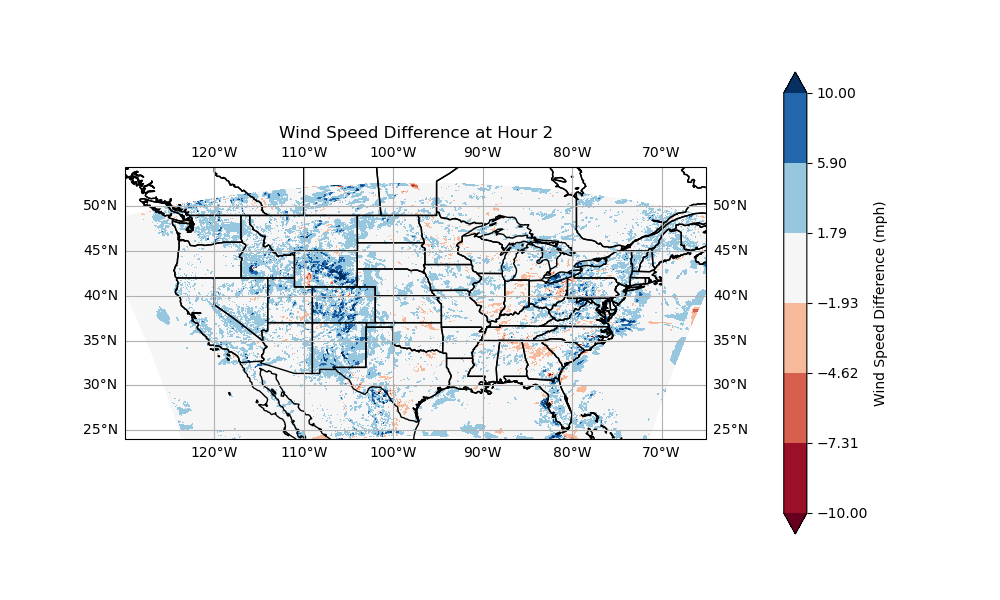 Wind Speed Difference at Hour 2
120°W 110°W 100°W 90°W 80°W 70°W
50°N 50°N
45°N 45°N
40°N 40°N
35°N 35°N
30°N 30°N
25°N 25°N
120°W 110°W 100°W 90°W 80°W 70°W
10.00
5.90
1.79
−1.93
−4.62
−7.31
−10.00
Wind Speed Difference (mph)